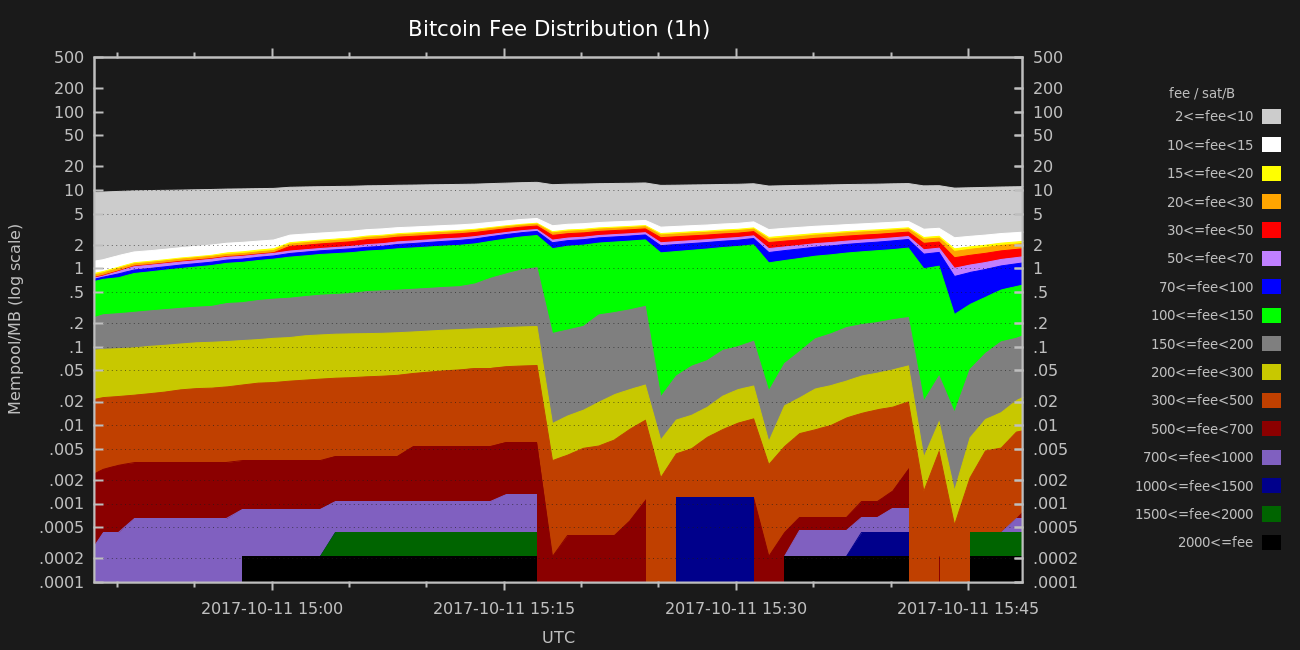 Bitcoin Fee Distribution (1h)
500
200
100
50
20
10
5
2
1
.5
.2
.1
.05
.02
.01
.005
.002
.001
.0005
.0002
.0001
Mempool/MB (log scale)
500
200
100
50
20
10
5
2
1
.5
.2
.1
.05
.02
.01
.005
.002
.001
.0005
.0002
.0001
2017-10-11 15:00
2017-10-11 15:15
2017-10-11 15:30
2017-10-11 15:45
UTC
fee / sat/B
2<=fee<10
10<=fee<15
15<=fee<20
20<=fee<30
30<=fee<50
50<=fee<70
70<=fee<100
100<=fee<150
150<=fee<200
200<=fee<300
300<=fee<500
500<=fee<700
700<=fee<1000
1000<=fee<1500
1500<=fee<2000
2000<=fee